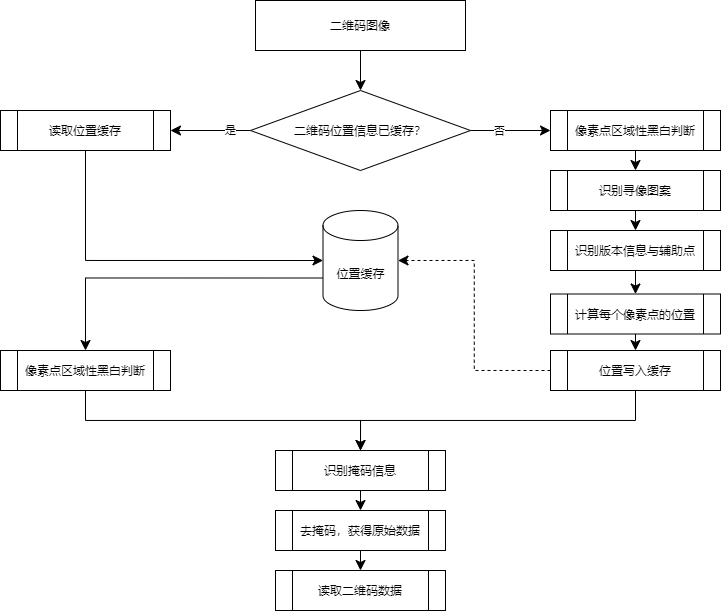 二维码图像
二维码位置信息已缓存?
是
否
读取位置缓存
像素点区域性黑白判断
识别寻像图案
识别版本信息与辅助点
位置缓存
计算每个像素点的位置
像素点区域性黑白判断
位置写入缓存
识别掩码信息
去掩码，获得原始数据
读取二维码数据